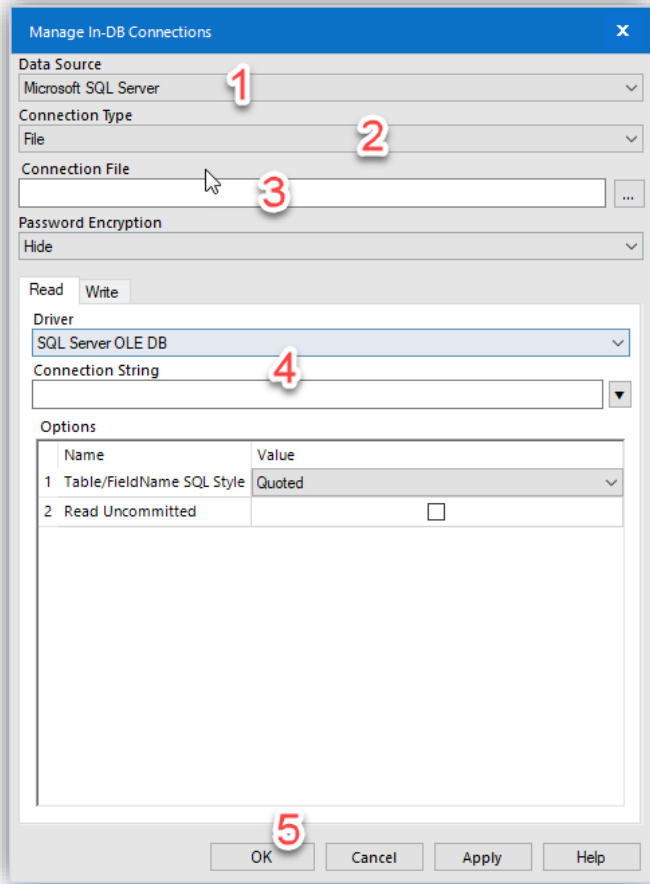 Manage In-DB Connections x
Data Source
Microsoft SQL Server 1
Connection Type
File 2
Connection File
3 ...
Password Encryption
Hide
Read Write
Driver
SQL Server OLE DB
Connection String 4
Options
Name Value
1 Table/FieldName SQL Style Quoted
2 Read Uncommitted
5
OK Cancel Apply Help